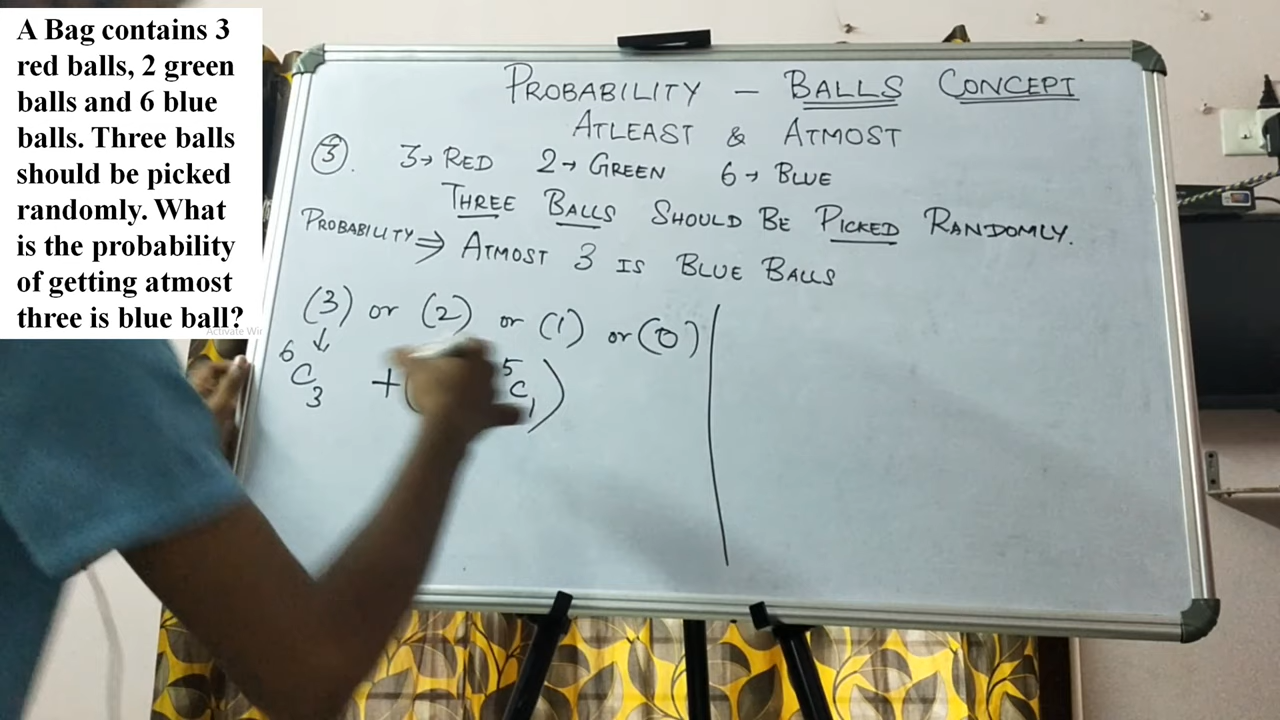 A Bag contains 3
red balls, 2 green
balls and 6 blue
balls. Three balls
should be picked
randomly. What
is the probability
of getting atmost
three is blue ball?
Activate Wi
PROBABILITY – BALLS CONCEPT
ATLEAST & ATMOST
3. 3→ RED 2→ GREEN 6→ BLUE
THREE BALLS SHOULD BE PICKED RANDOMLY.
PROBABILITY ⇒ ATMOST 3 IS BLUE BALLS
(3) or (2) or (1) or (0)
↓
6C3 + ( 5C1)